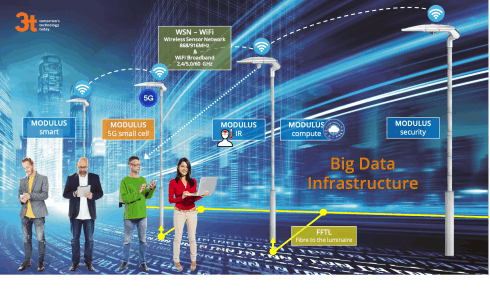 3t
tomorrows
technology
today.
WSN – WiFi
Wireless Sensor Network
868/916MHz
&
WiFi Broadband
2,4/5,0/60 GHz
5G
MODULUS
smart
MODULUS
5G small cell
MODULUS
IR
MODULUS
compute
MODULUS
security
Big Data
Infrastructure
FFTL
Fibre to the luminaire